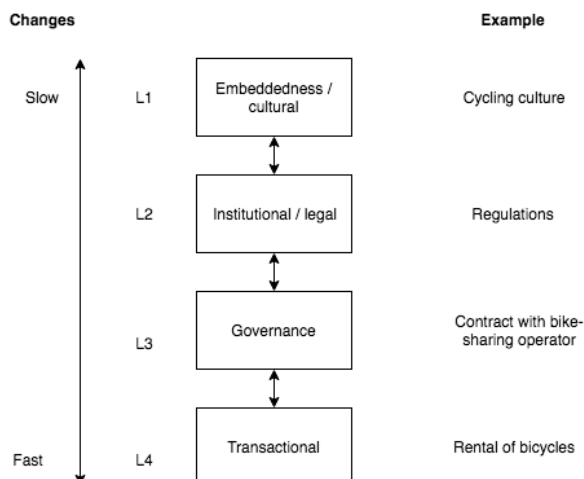 Changes
Example
Slow
L1
Embeddedness /
cultural
Cycling culture
L2
Institutional / legal
Regulations
L3
Governance
Contract with bike-
sharing operator
Fast
L4
Transactional
Rental of bicycles